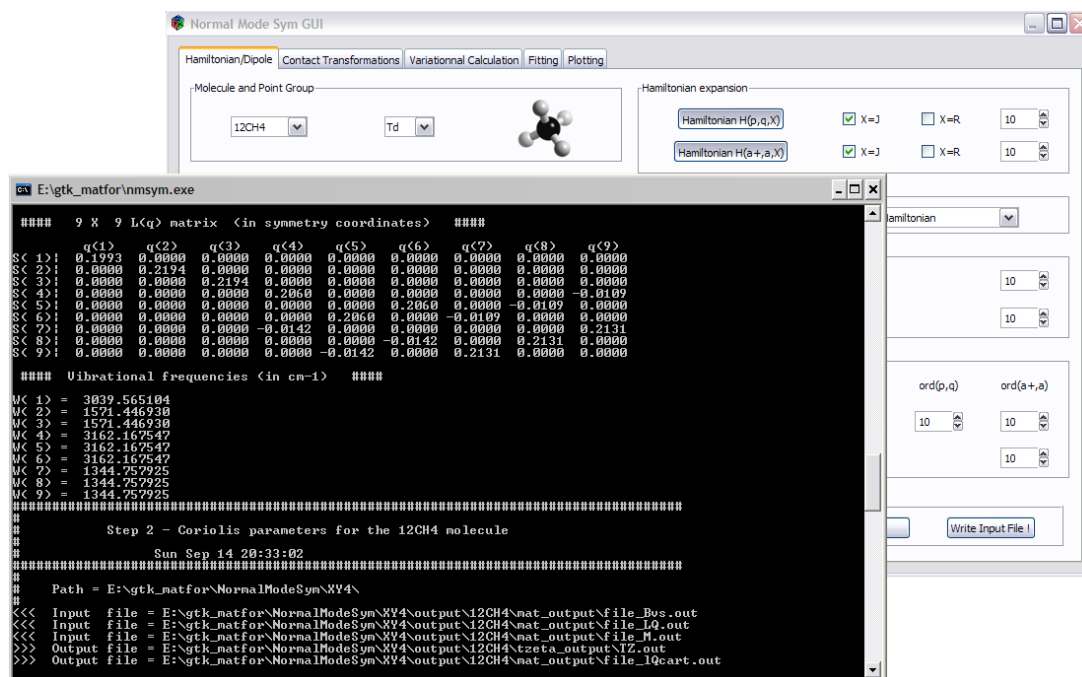 Normal Mode Sym GUI
Hamiltonian/Dipole Contact Transformations Variationnal Calculation Fitting Plotting
Molecule and Point Group
12CH4 Td
Hamiltonian expansion
Hamiltonian H(p,q,X) X=J X=R 10
Hamiltonian H(a+,a,X) X=J X=R 10
amiltonian
10
10
ord(p,q) ord(a+,a)
10 10
10
Write Input File !
E:\gtk_matfor\nmsym.exe
#### 9 X 9 L(q) matrix (in symmetry coordinates) ####
q(1) q(2) q(3) q(4) q(5) q(6) q(7) q(8) q(9)
S( 1)¦ 0.1993 0.0000 0.0000 0.0000 0.0000 0.0000 0.0000 0.0000 0.0000
S( 2)¦ 0.0000 0.2194 0.0000 0.0000 0.0000 0.0000 0.0000 0.0000 0.0000
S( 3)¦ 0.0000 0.0000 0.2194 0.0000 0.0000 0.0000 0.0000 0.0000 0.0000
S( 4)¦ 0.0000 0.0000 0.0000 0.2060 0.0000 0.0000 0.0000 0.0000 -0.0109
S( 5)¦ 0.0000 0.0000 0.0000 0.0000 0.0000 0.2060 0.0000 -0.0109 0.0000
S( 6)¦ 0.0000 0.0000 0.0000 0.0000 0.2060 0.0000 -0.0109 0.0000 0.0000
S( 7)¦ 0.0000 0.0000 0.0000 -0.0142 0.0000 0.0000 0.0000 0.0000 0.2131
S( 8)¦ 0.0000 0.0000 0.0000 0.0000 0.0000 -0.0142 0.0000 0.2131 0.0000
S( 9)¦ 0.0000 0.0000 0.0000 0.0000 -0.0142 0.0000 0.2131 0.0000 0.0000
#### Vibrational frequencies (in cm-1) ####
W( 1) = 3039.565104
W( 2) = 1571.446930
W( 3) = 1571.446930
W( 4) = 3162.167547
W( 5) = 3162.167547
W( 6) = 3162.167547
W( 7) = 1344.757925
W( 8) = 1344.757925
W( 9) = 1344.757925
######################################################################################
#
# Step 2 - Coriolis parameters for the 12CH4 molecule
#
# Sun Sep 14 20:33:02
######################################################################################
#
# Path = E:\gtk_matfor\NormalModeSym\XY4\
#
<<< Input file = E:\gtk_matfor\NormalModeSym\XY4\output\12CH4\mat_output\file_Bvs.out
<<< Input file = E:\gtk_matfor\NormalModeSym\XY4\output\12CH4\mat_output\file_LQ.out
<<< Input file = E:\gtk_matfor\NormalModeSym\XY4\output\12CH4\mat_output\file_M.out
>>> Output file = E:\gtk_matfor\NormalModeSym\XY4\output\12CH4\tzeta_output\TZ.out
>>> Output file = E:\gtk_matfor\NormalModeSym\XY4\output\12CH4\mat_output\file_lQcart.out